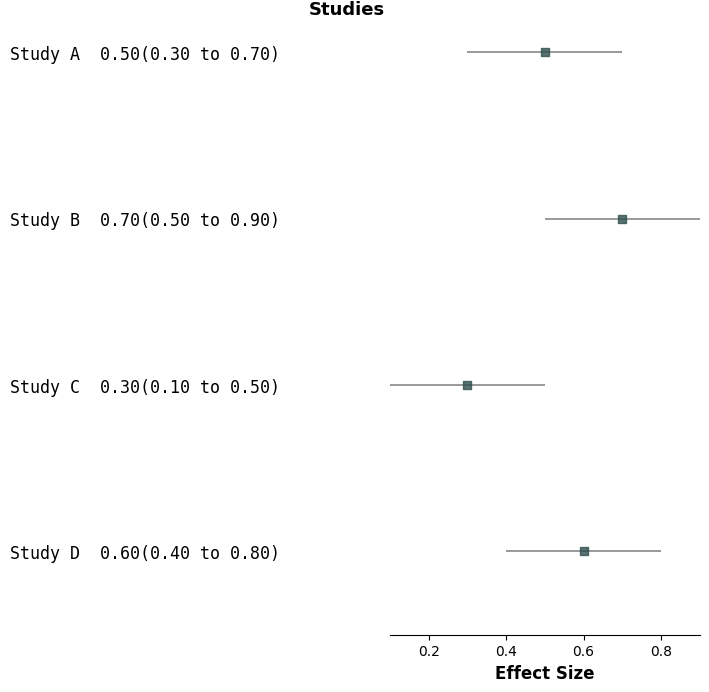 Studies
Study A  0.50(0.30 to 0.70)
Study B  0.70(0.50 to 0.90)
Study C  0.30(0.10 to 0.50)
Study D  0.60(0.40 to 0.80)
0.2 0.4 0.6 0.8
Effect Size